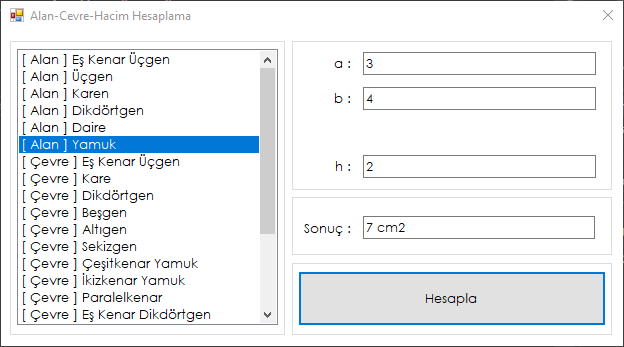 Alan-Cevre-Hacim Hesaplama
[ Alan ] Eş Kenar Üçgen
[ Alan ] Üçgen
[ Alan ] Karen
[ Alan ] Dikdörtgen
[ Alan ] Daire
[ Alan ] Yamuk
[ Çevre ] Eş Kenar Üçgen
[ Çevre ] Kare
[ Çevre ] Dikdörtgen
[ Çevre ] Beşgen
[ Çevre ] Altıgen
[ Çevre ] Sekizgen
[ Çevre ] Çeşitkenar Yamuk
[ Çevre ] İkizkenar Yamuk
[ Çevre ] Paralelkenar
[ Çevre ] Eş Kenar Dikdörtgen
a : 3
b : 4
h : 2
Sonuç : 7 cm2
Hesapla